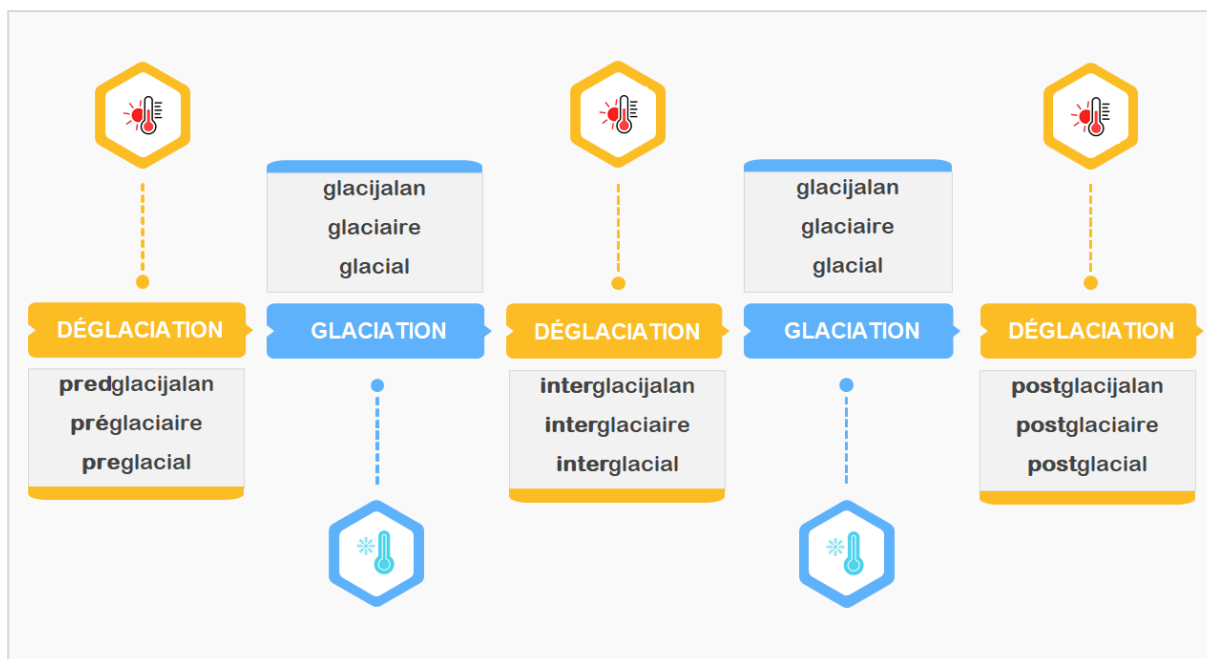 DÉGLACIATION
predglacijalan
préglaciaire
preglacial
glacijalan
glaciaire
glacial
GLACIATION
DÉGLACIATION
interglacijalan
interglaciaire
interglacial
glacijalan
glaciaire
glacial
GLACIATION
DÉGLACIATION
postglacijalan
postglaciaire
postglacial